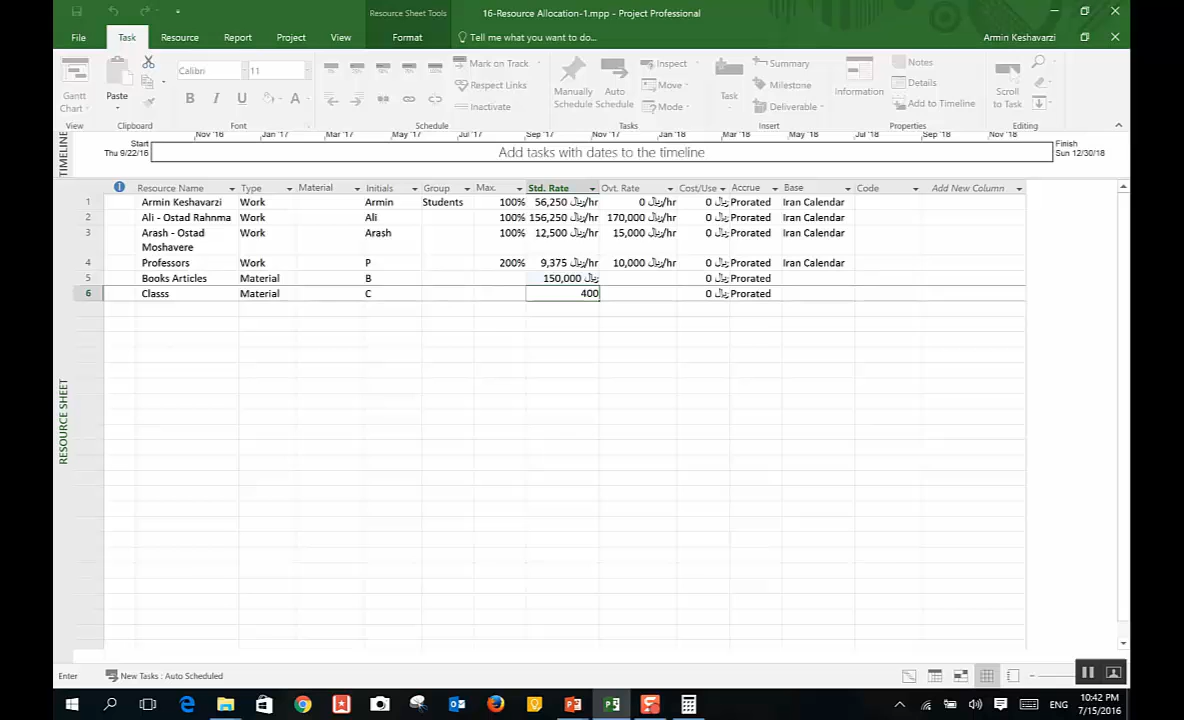 Resource Sheet Tools
16-Resource Allocation-1.mpp - Project Professional
File Task Resource Report Project View Format Tell me what you want to do... Armin Keshavarzi
Gantt Chart
View
Paste
Clipboard
Calibri 11
B I U A
Font
Mark on Track
Respect Links
Inactivate
Schedule
Manually Schedule
Auto Schedule
Inspect
Move
Mode
Tasks
Task
Summary
Milestone
Deliverable
Insert
Information
Notes
Details
Add to Timeline
Properties
Scroll to Task
Editing
TIMELINE
Nov '16 Jan '17 Mar '17 May '17 Jul '17 Sep '17 Nov '17 Jan '18 Mar '18 May '18 Jul '18 Sep '18 Nov '18
Start
Thu 9/22/16
Add tasks with dates to the timeline
Finish
Sun 12/30/18
Resource Name Type Material Initials Group Max. Std. Rate Ovt. Rate Cost/Use Accrue Base Code Add New Column
1 Armin Keshavarzi Work Armin Students 100% 56,250 ریال/hr 0 ریال/hr 0 ریال Prorated Iran Calendar
2 Ali - Ostad Rahnma Work Ali 100% 156,250 ریال/hr 170,000 ریال/hr 0 ریال Prorated Iran Calendar
3 Arash - Ostad Moshavere Work Arash 100% 12,500 ریال/hr 15,000 ریال/hr 0 ریال Prorated Iran Calendar
4 Professors Work P 200% 9,375 ریال/hr 10,000 ریال/hr 0 ریال Prorated Iran Calendar
5 Books Articles Material B 150,000 ریال 0 ریال Prorated
6 Classs Material C 400 0 ریال Prorated
RESOURCE SHEET
Enter New Tasks : Auto Scheduled
ENG
10:42 PM
7/15/2016